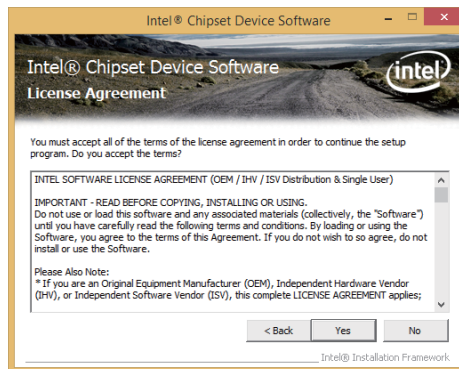 Intel® Chipset Device Software
Intel® Chipset Device Software
License Agreement
intel
You must accept all of the terms of the license agreement in order to continue the setup
program. Do you accept the terms?
INTEL SOFTWARE LICENSE AGREEMENT (OEM / IHV / ISV Distribution & Single User)
IMPORTANT - READ BEFORE COPYING, INSTALLING OR USING.
Do not use or load this software and any associated materials (collectively, the "Software")
until you have carefully read the following terms and conditions. By loading or using the
Software, you agree to the terms of this Agreement. If you do not wish to so agree, do not
install or use the Software.
Please Also Note:
* If you are an Original Equipment Manufacturer (OEM), Independent Hardware Vendor
(IHV), or Independent Software Vendor (ISV), this complete LICENSE AGREEMENT applies;
< Back Yes No
Intel® Installation Framework